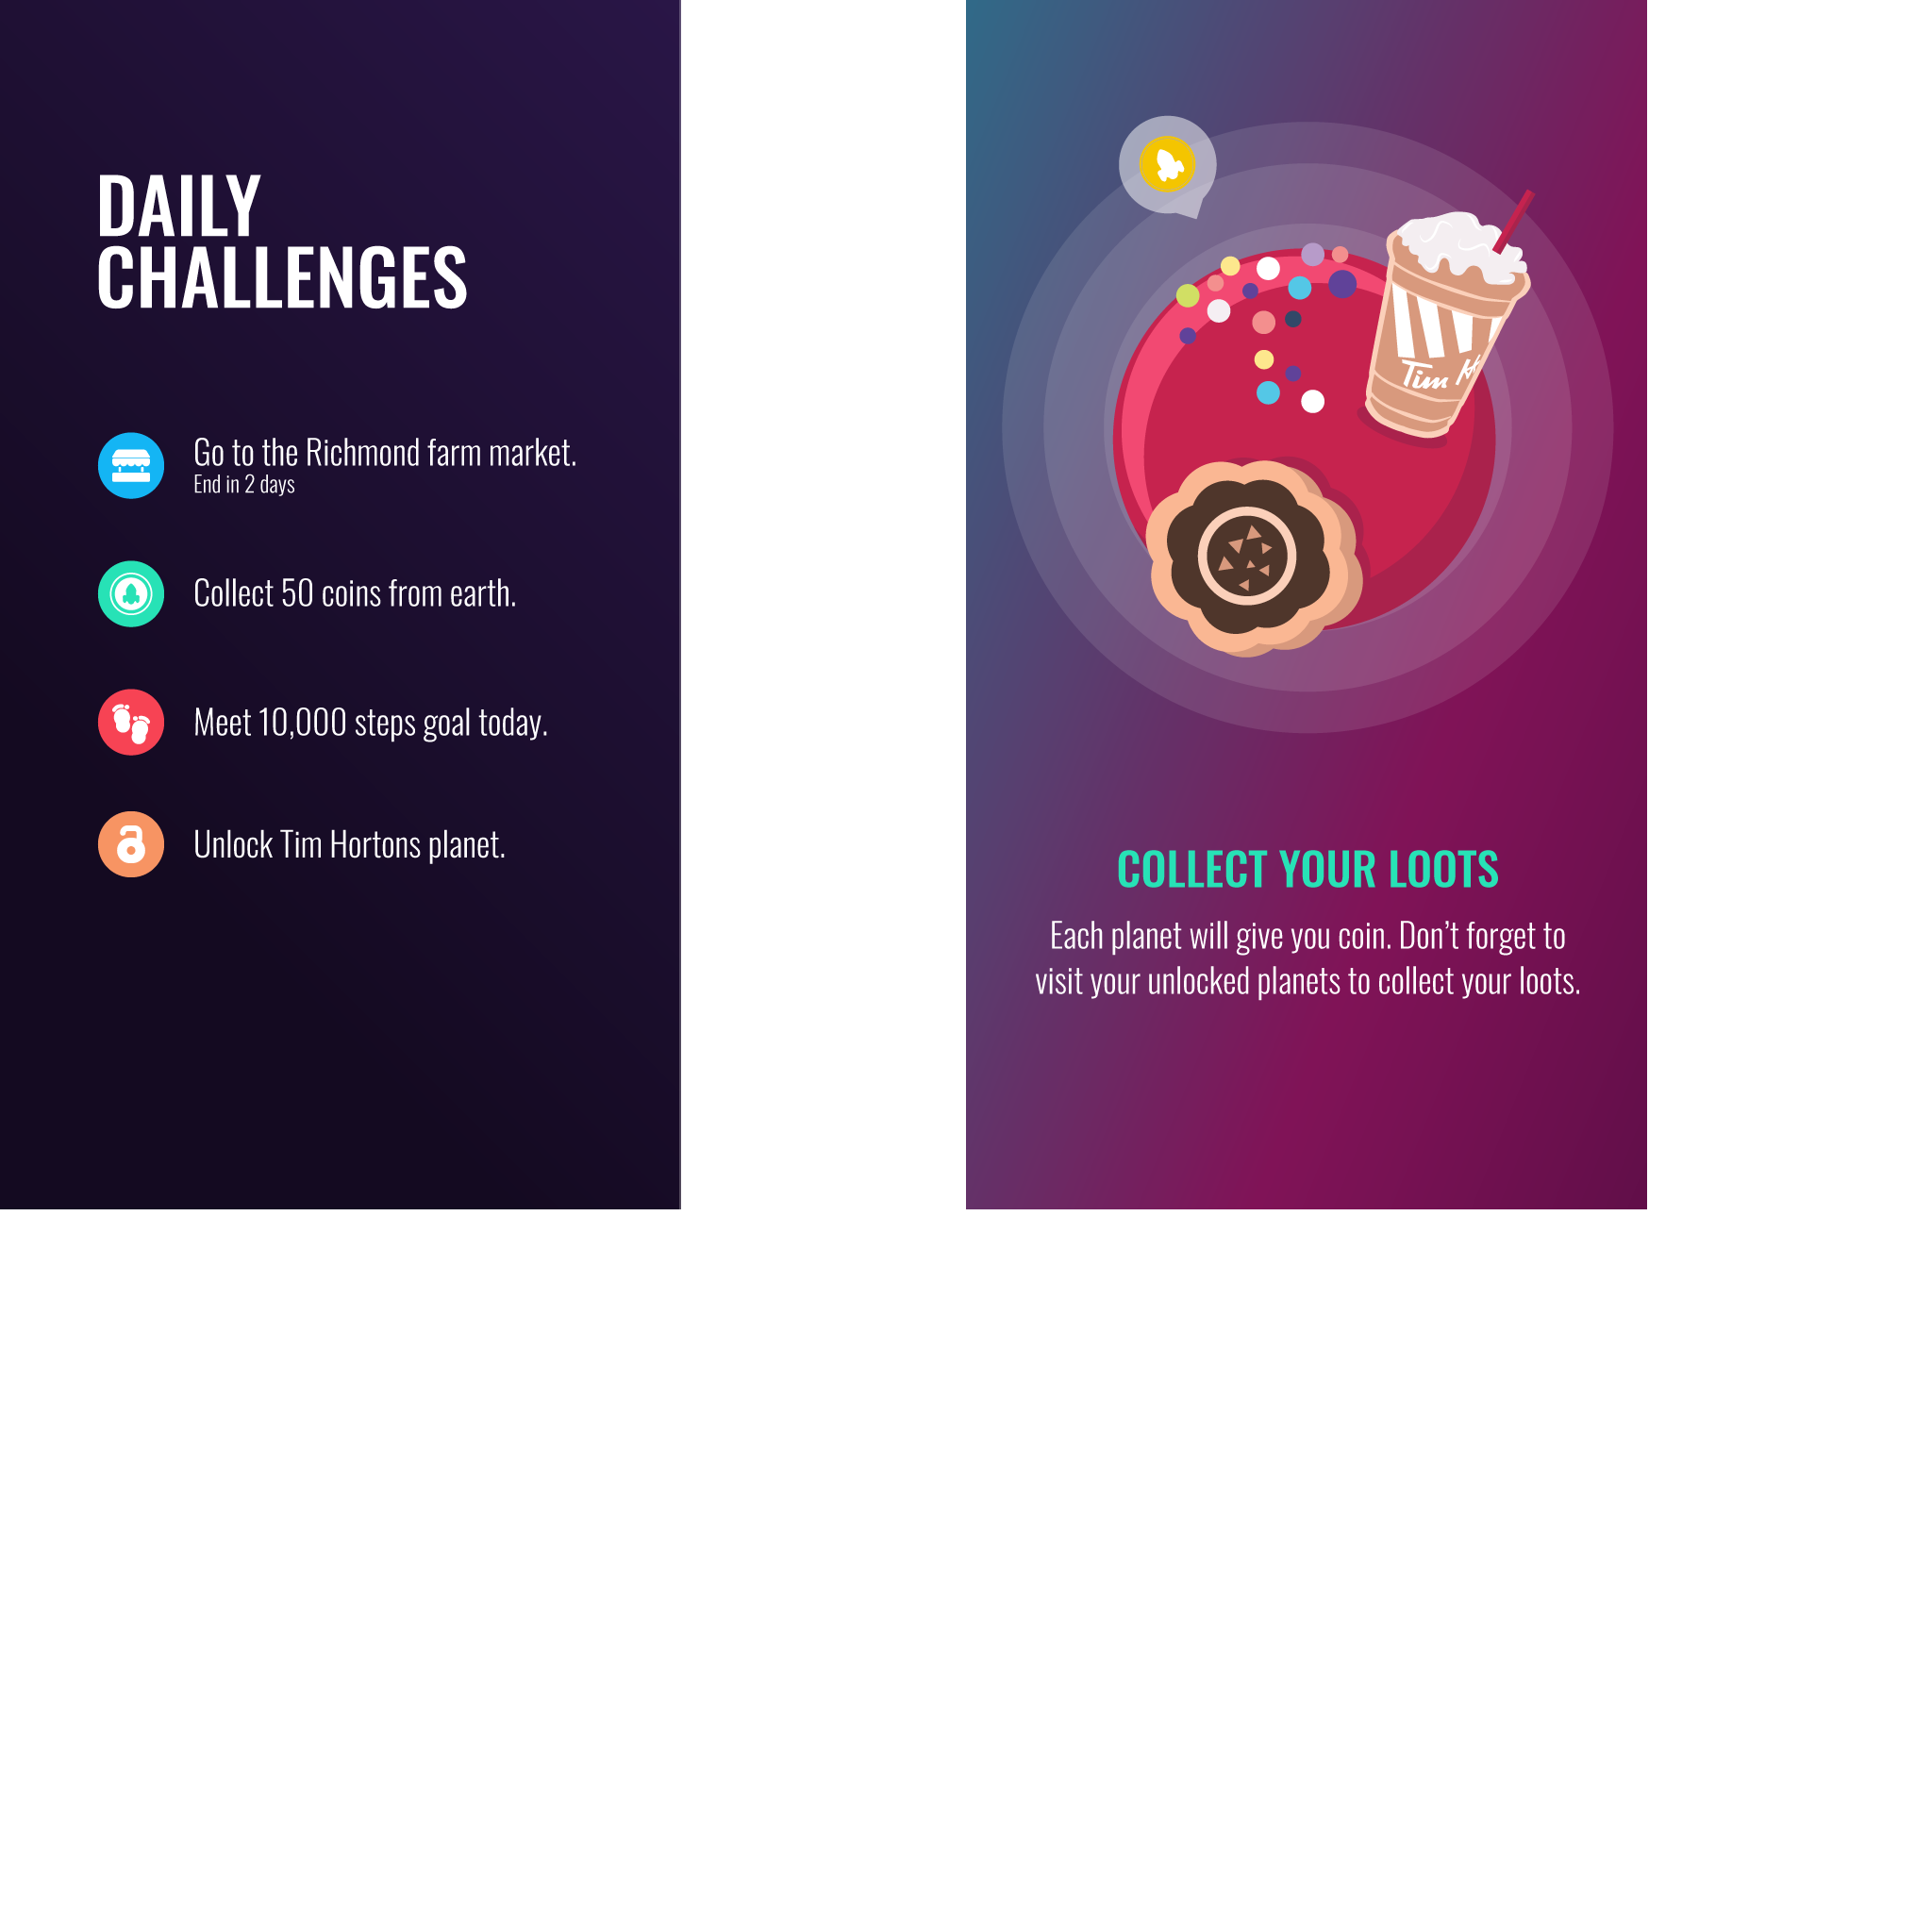 DAILY
CHALLENGES
Go to the Richmond farm market.
End in 2 days
Collect 50 coins from earth.
Meet 10,000 steps goal today.
Unlock Tim Hortons planet.
Tim H
COLLECT YOUR LOOTS
Each planet will give you coin. Don’t forget to
visit your unlocked planets to collect your loots.